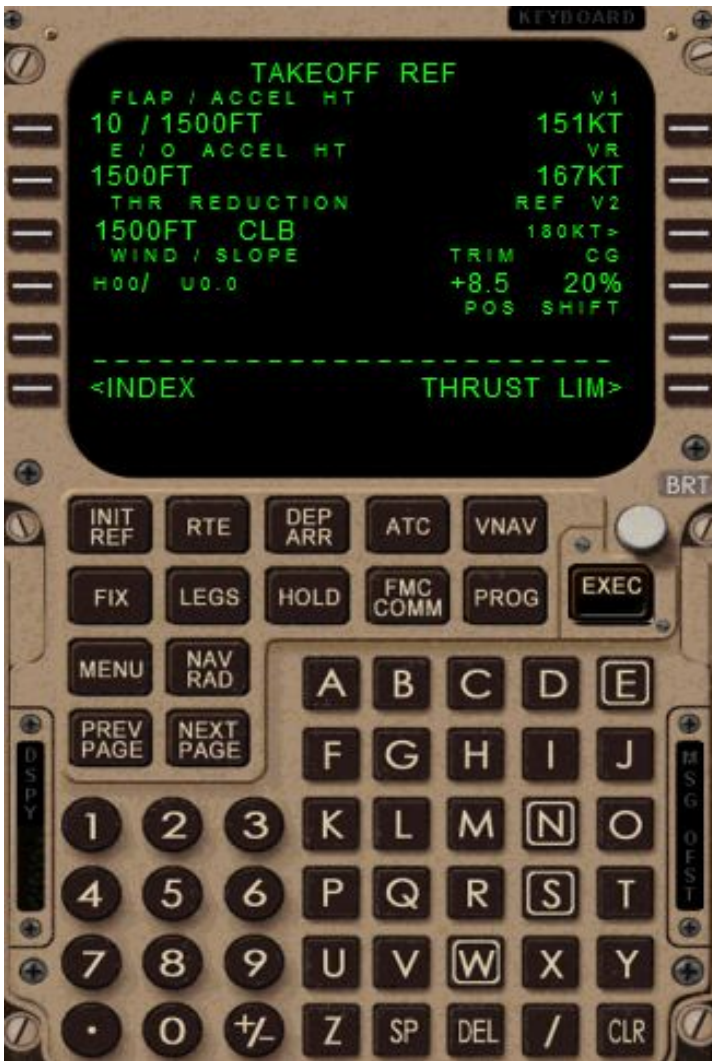 KEYBOARD
TAKEOFF REF
FLAP / ACCEL HT V1
10 / 1500FT 151KT
E / O ACCEL HT VR
1500FT 167KT
THR REDUCTION REF V2
1500FT CLB 180KT>
WIND / SLOPE TRIM CG
H00/ U0.0 +8.5 20%
POS SHIFT
----------------------------
<INDEX THRUST LIM>
BRT
INIT REF RTE DEP ARR ATC VNAV
FIX LEGS HOLD FMC COMM PROG EXEC
MENU NAV RAD
PREV PAGE NEXT PAGE
A B C D E
F G H I J
1 2 3 K L M N O
4 5 6 P Q R S T
7 8 9 U V W X Y
. 0 +/- Z SP DEL / CLR
DSPY
MSG OFST